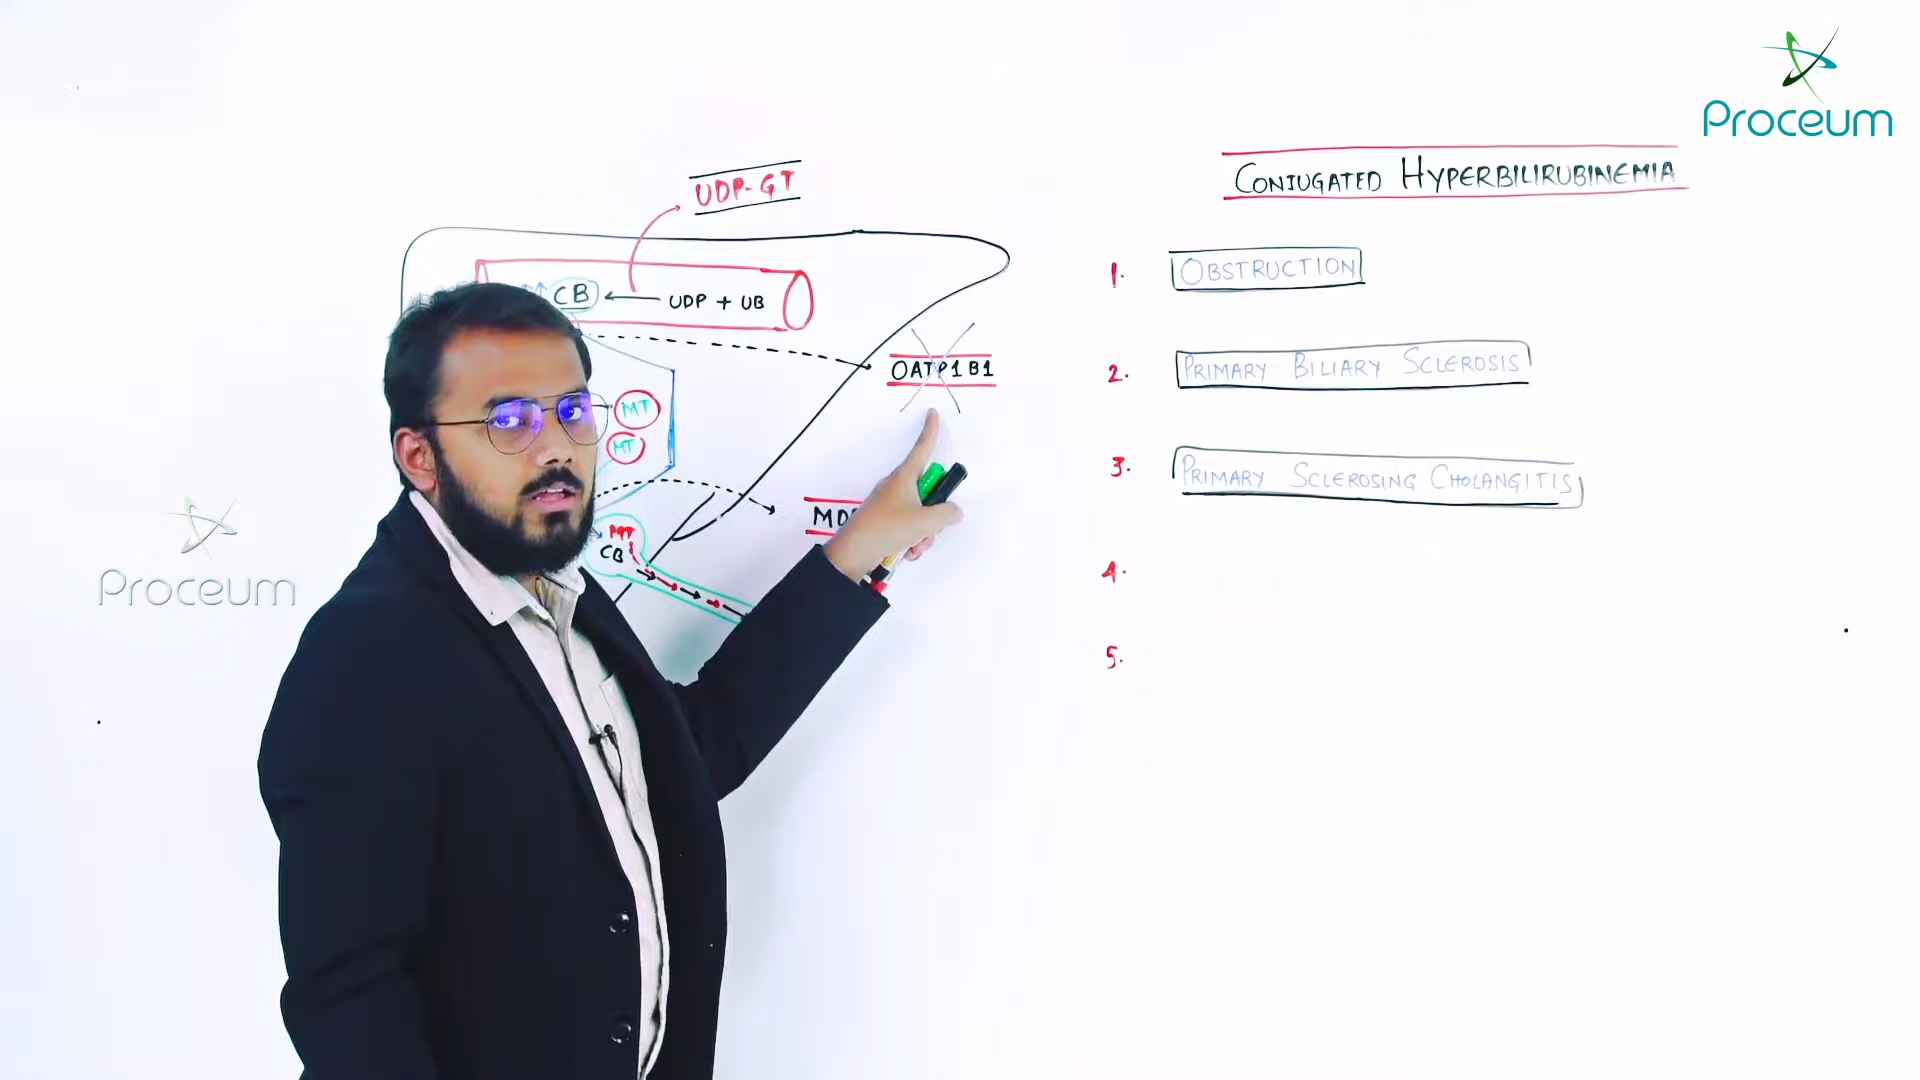 Proceum
CONJUGATED HYPERBILIRUBINEMIA
UDP-GT
1. OBSTRUCTION
CB ← UDP + UB
OATP1B1
2. PRIMARY BILIARY SCLEROSIS
MT
MT
3. PRIMARY SCLEROSING CHOLANGITIS
MT
CB
4.
5.
Proceum